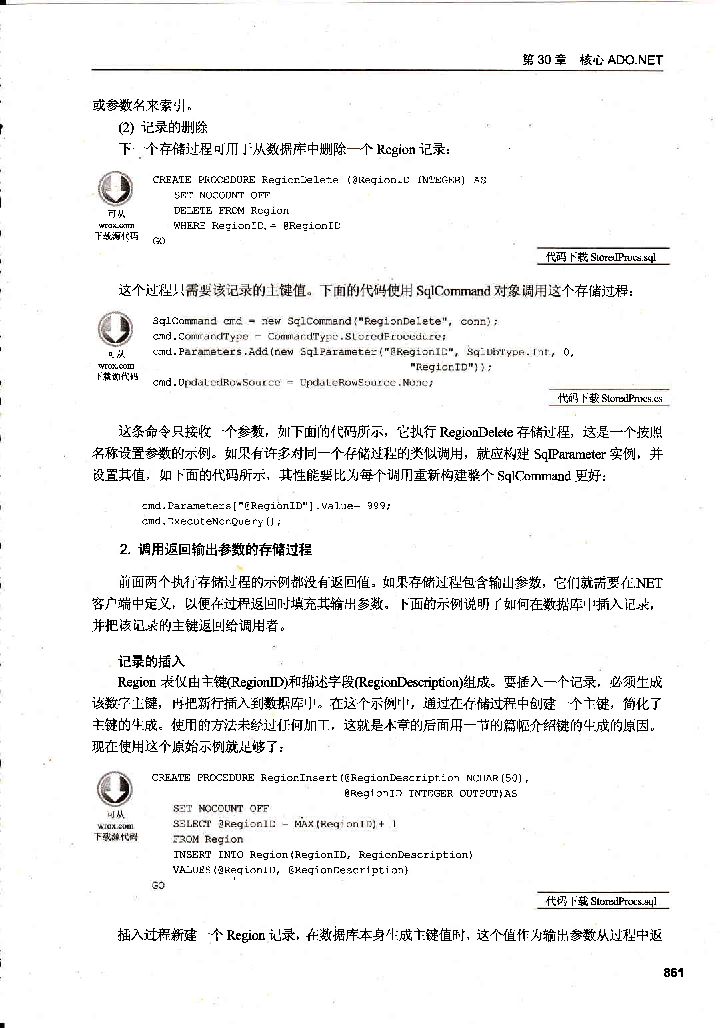 第 30 章 核心 ADO.NET
或参数名来索引。
(2) 记录的删除
下一个存储过程可用于从数据库中删除一个 Region 记录：
CREATE PROCEDURE RegionDelete (@RegionID INTEGER) AS
SET NOCOUNT OFF
DELETE FROM Region
WHERE RegionID = @RegionID
GO
可从
wrox.com
下载源代码
代码下载 StoredProcs.sql
这个过程只需要该记录的主键值。下面的代码使用 SqlCommand 对象调用这个存储过程：
SqlCommand cmd = new SqlCommand("RegionDelete", conn);
cmd.CommandType = CommandType.StoredProcedure;
cmd.Parameters.Add(new SqlParameter("@RegionID", SqlDbType.Int, 0,
"RegionID"));
cmd.UpdatedRowSource = UpdateRowSource.None;
可从
wrox.com
下载源代码
代码下载 StoredProcs.cs
这条命令只接收一个参数，如下面的代码所示，它执行 RegionDelete 存储过程，这是一个按照
名称设置参数的示例。如果有许多对同一个存储过程的类似调用，就应构建 SqlParameter 实例，并
设置其值，如下面的代码所示，其性能要比为每个调用重新构建整个 SqlCommand 更好：
cmd.Parameters["@RegionID"].Value= 999;
cmd.ExecuteNonQuery();
2. 调用返回输出参数的存储过程
前面两个执行存储过程的示例都没有返回值。如果存储过程包含输出参数，它们就需要在.NET
客户端中定义，以便在过程返回时填充其输出参数。下面的示例说明了如何在数据库中插入记录，
并把该记录的主键返回给调用者。
记录的插入
Region 表仅由主键(RegionID)和描述字段(RegionDescription)组成。要插入一个记录，必须生成
该数字主键，再把新行插入到数据库中。在这个示例中，通过在存储过程中创建一个主键，简化了
主键的生成。使用的方法未经过任何加工，这就是本章的后面用一节的篇幅介绍键的生成的原因。
现在使用这个原始示例就足够了：
CREATE PROCEDURE RegionInsert(@RegionDescription NCHAR(50),
@RegionID INTEGER OUTPUT)AS
SET NOCOUNT OFF
SELECT @RegionID = MAX(RegionID)+ 1
FROM Region
INSERT INTO Region(RegionID, RegionDescription)
VALUES(@RegionID, @RegionDescription)
GO
可从
wrox.com
下载源代码
代码下载 StoredProcs.sql
插入过程新建一个 Region 记录，在数据库本身生成主键值时，这个值作为输出参数从过程中返
861